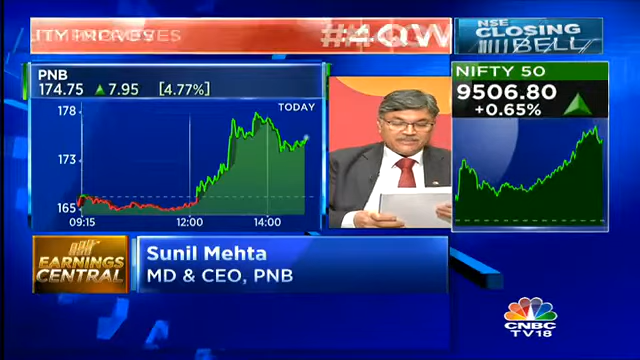 NSE
CLOSING
BELL
PNB
174.75 ▲ 7.95 [4.77%]
TODAY
178
173
165
09:15 12:00 14:00
NIFTY 50
9506.80
+0.65%
EARNINGS
CENTRAL
Sunil Mehta
MD & CEO, PNB
CNBC
TV18